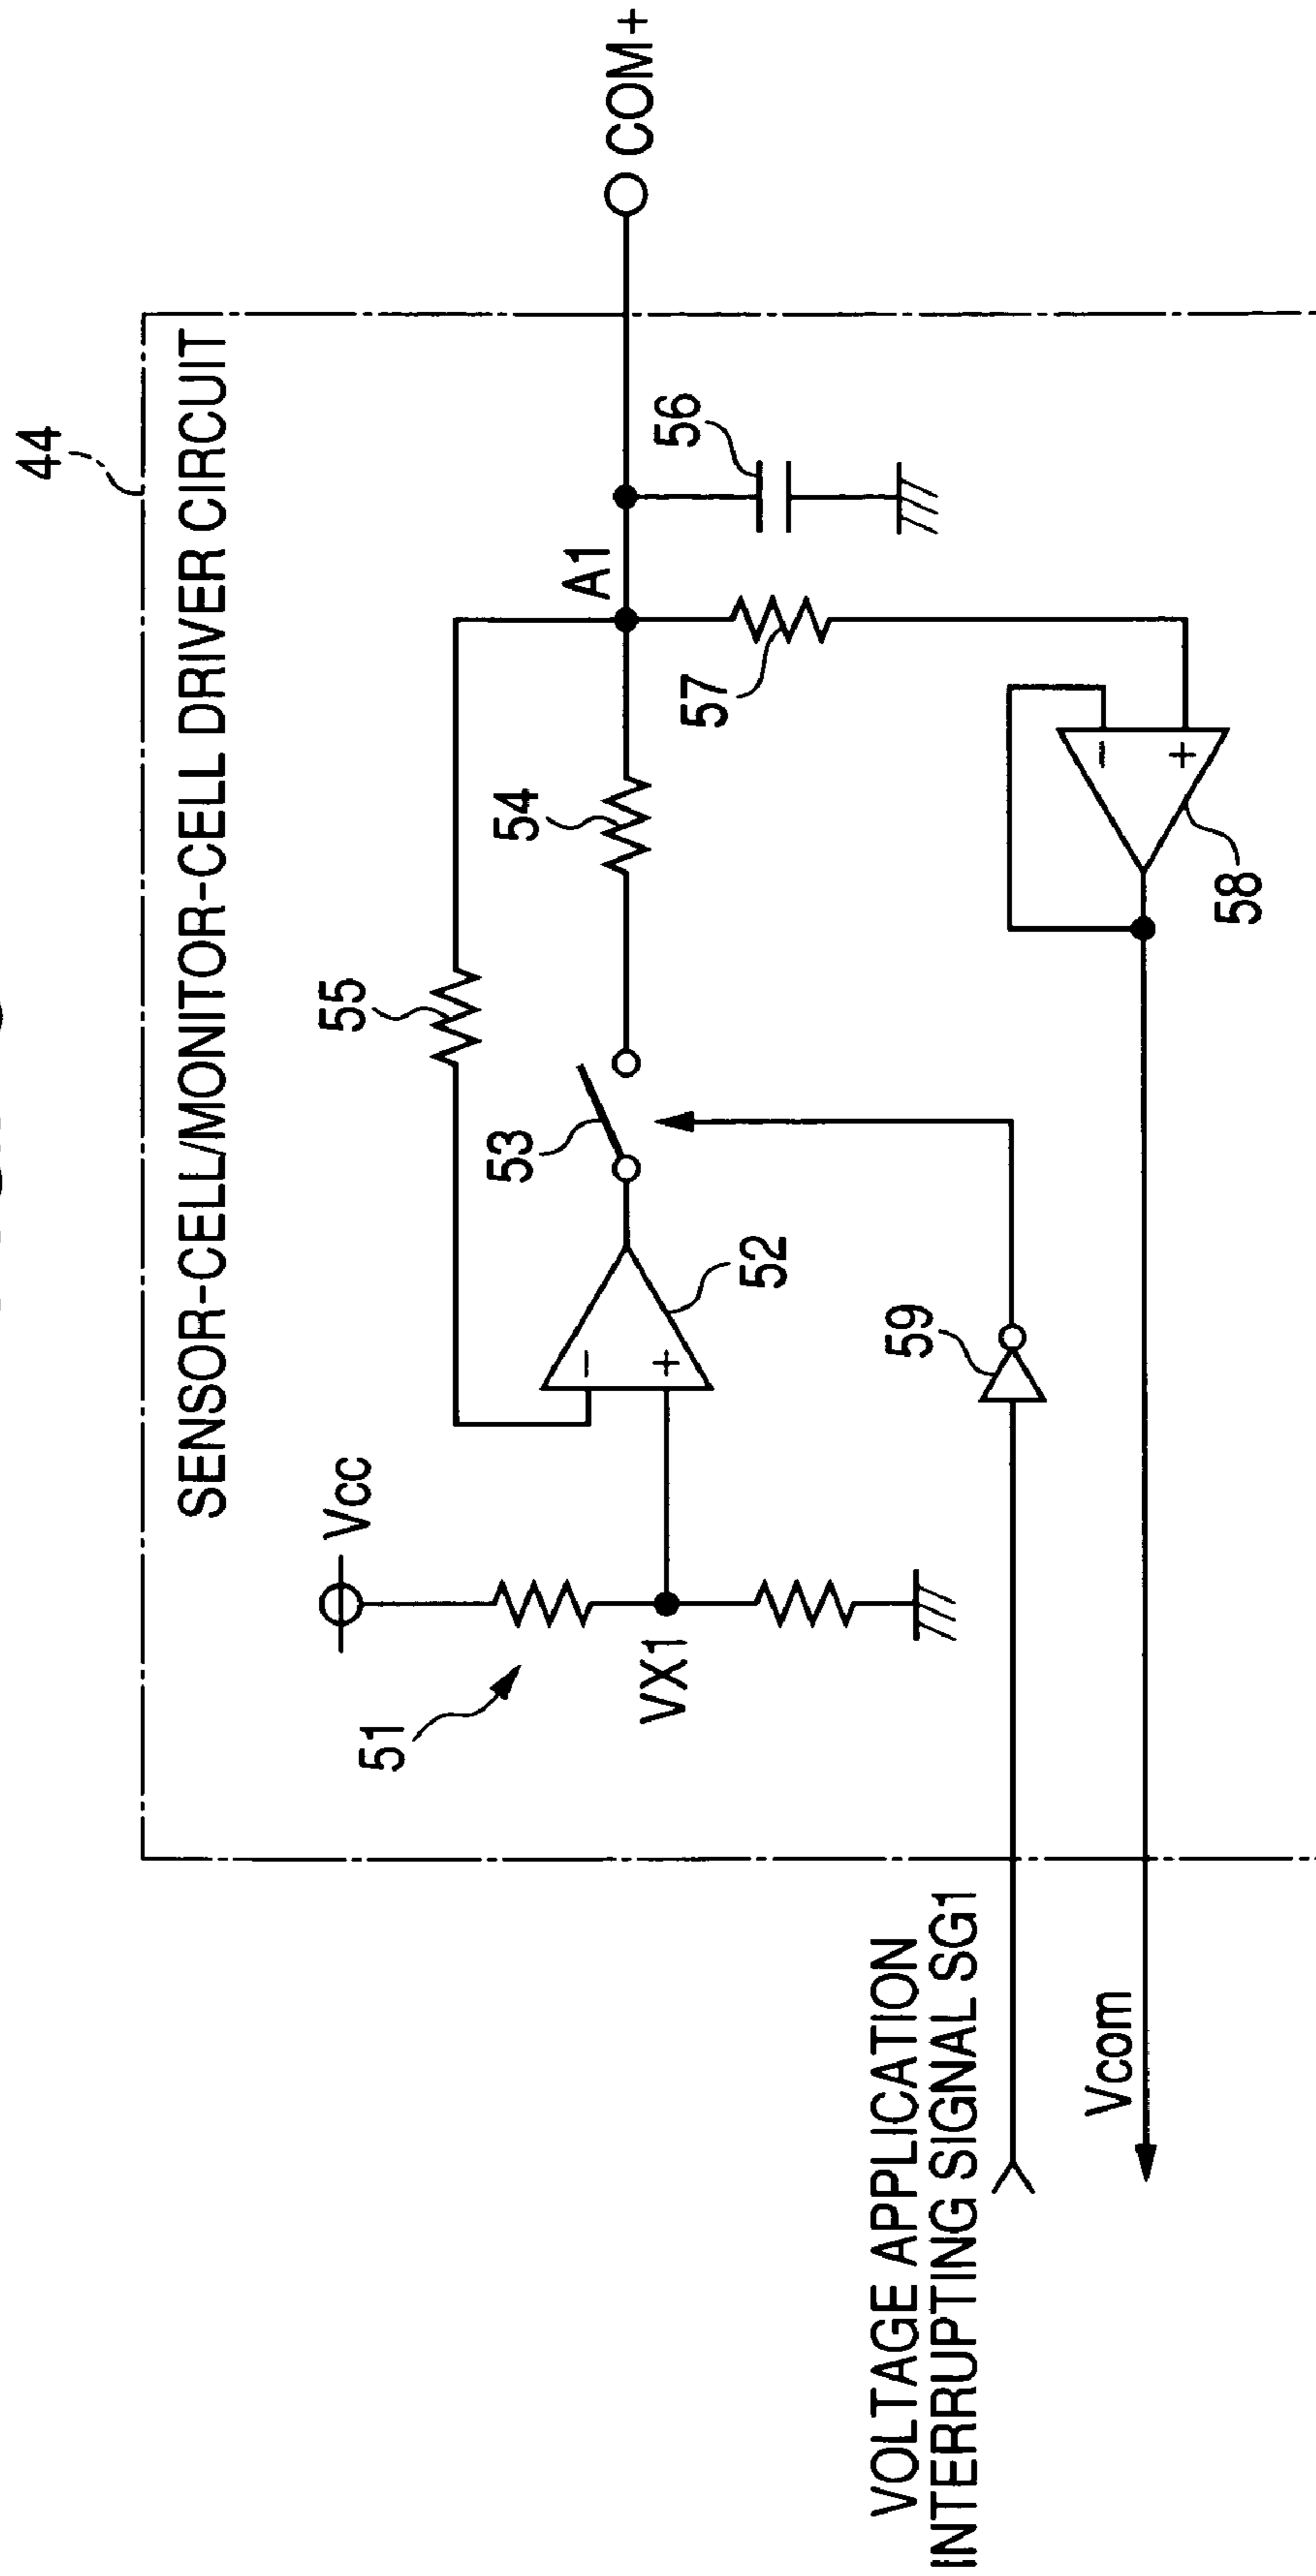 44
SENSOR-CELL/MONITOR-CELL DRIVER CIRCUIT
COM+
Vcc
51
VX1
55
53
54
A1
56
52
57
59
58
- +
- +
VOLTAGE APPLICATION
INTERRUPTING SIGNAL SG1
Vcom